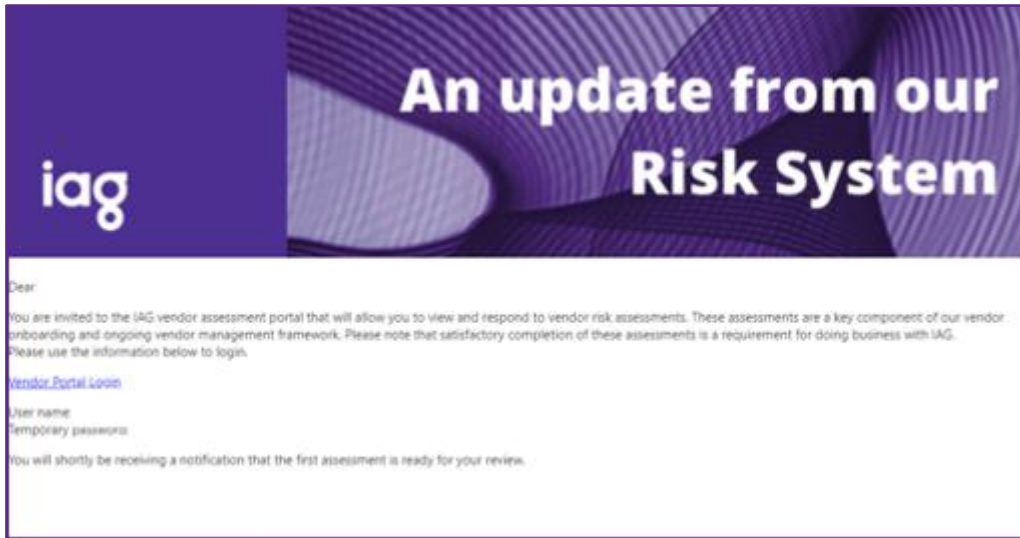 An update from our
Risk System
iag
Dear
You are invited to the IAG vendor assessment portal that will allow you to view and respond to vendor risk assessments. These assessments are a key component of our vendor
onboarding and ongoing vendor management framework. Please note that satisfactory completion of these assessments is a requirement for doing business with IAG.
Please use the information below to login.
Vendor Portal Login
User name
Temporary password:
You will shortly be receiving a notification that the first assessment is ready for your review.